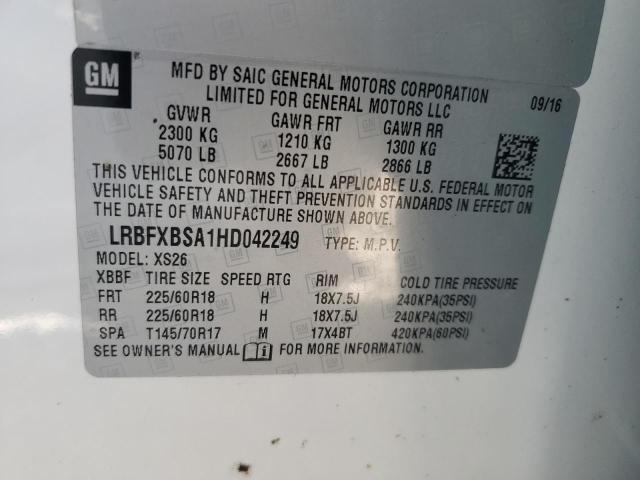 GM
MFD BY SAIC GENERAL MOTORS CORPORATION
LIMITED FOR GENERAL MOTORS LLC
09/16
GVWR GAWR FRT GAWR RR
2300 KG 1210 KG 1300 KG
5070 LB 2667 LB 2866 LB
THIS VEHICLE CONFORMS TO ALL APPLICABLE U.S. FEDERAL MOTOR
VEHICLE SAFETY AND THEFT PREVENTION STANDARDS IN EFFECT ON
THE DATE OF MANUFACTURE SHOWN ABOVE.
LRBFXBSA1HD042249 TYPE: M.P.V.
MODEL: XS26
XBBF TIRE SIZE SPEED RTG RIM COLD TIRE PRESSURE
FRT 225/60R18 H 18X7.5J 240KPA(35PSI)
RR 225/60R18 H 18X7.5J 240KPA(35PSI)
SPA T145/70R17 M 17X4BT 420KPA(60PSI)
SEE OWNER'S MANUAL FOR MORE INFORMATION.